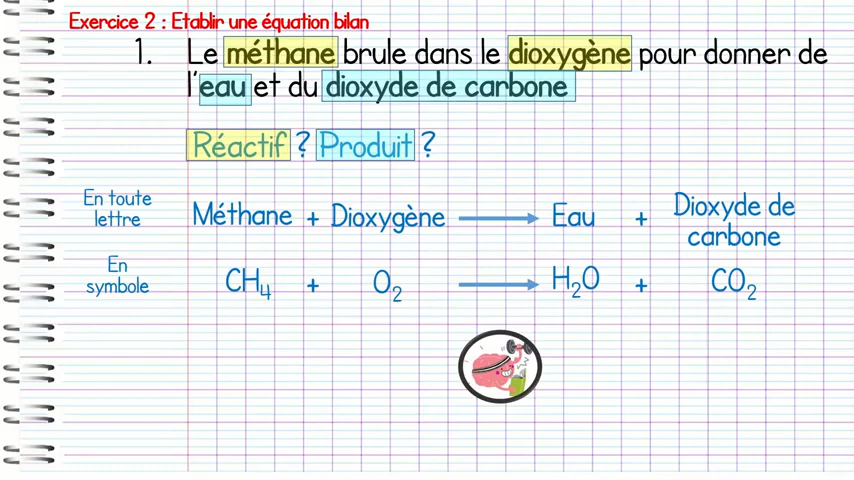 Exercice 2 : Etablir une équation bilan
1. Le méthane brule dans le dioxygène pour donner de
l'eau et du dioxyde de carbone
Réactif ? Produit ?
En toute
lettre
Méthane + Dioxygène → Eau + Dioxyde de
carbone
En
symbole
CH₄ + O₂ → H₂O + CO₂